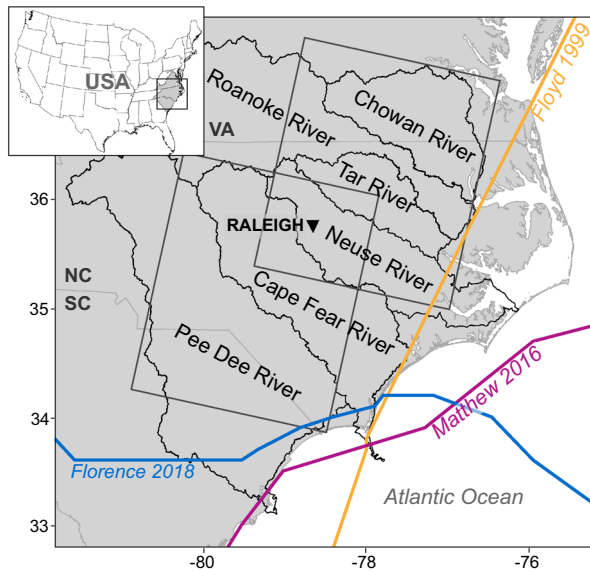 USA
Floyd 1999
Roanoke River
Chowan River
VA
Tar River
36
RALEIGH
Neuse River
NC
SC
35
Cape Fear River
Pee Dee River
34
Matthew 2016
Florence 2018
Atlantic Ocean
33
-80
-78
-76